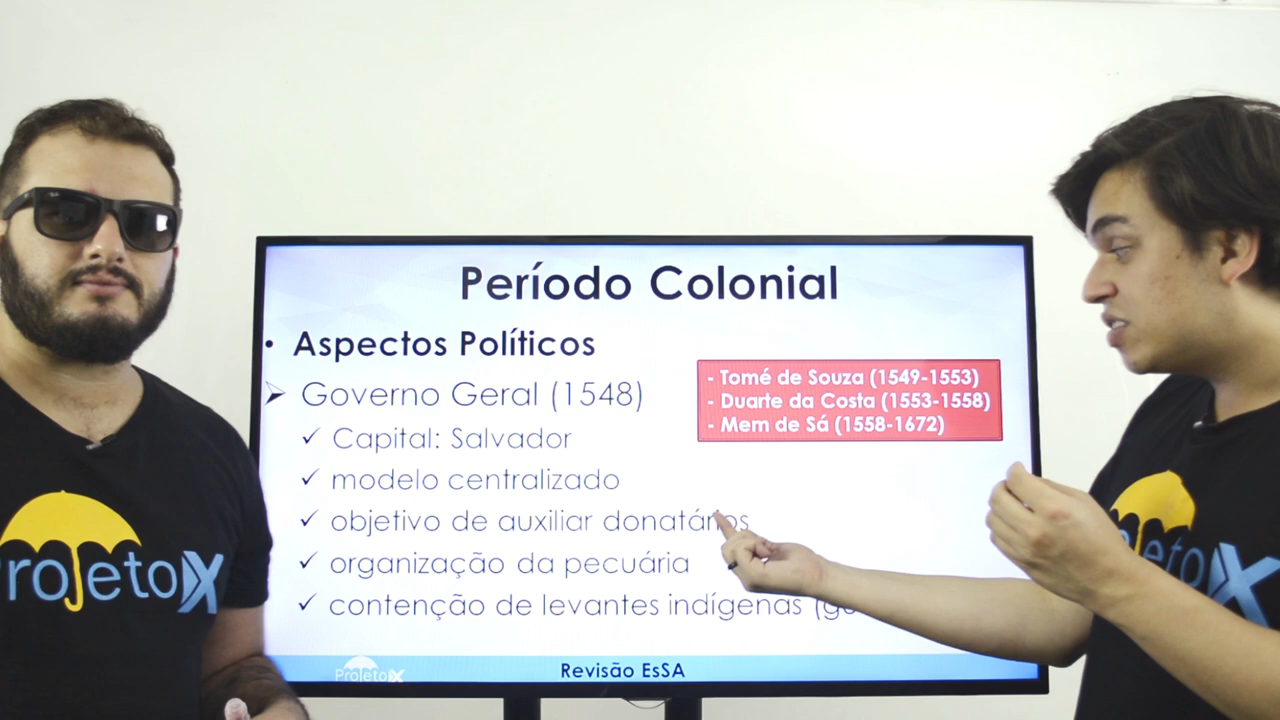 Período Colonial
• Aspectos Políticos
➢ Governo Geral (1548)
- Tomé de Souza (1549-1553)
- Duarte da Costa (1553-1558)
- Mem de Sá (1558-1672)
✓ Capital: Salvador
✓ modelo centralizado
✓ objetivo de auxiliar donatários
✓ organização da pecuária
✓ contenção de levantes indígenas
ProjetoX
Revisão EsSA
Ray-Ban
ProjetoX
ProjetoX